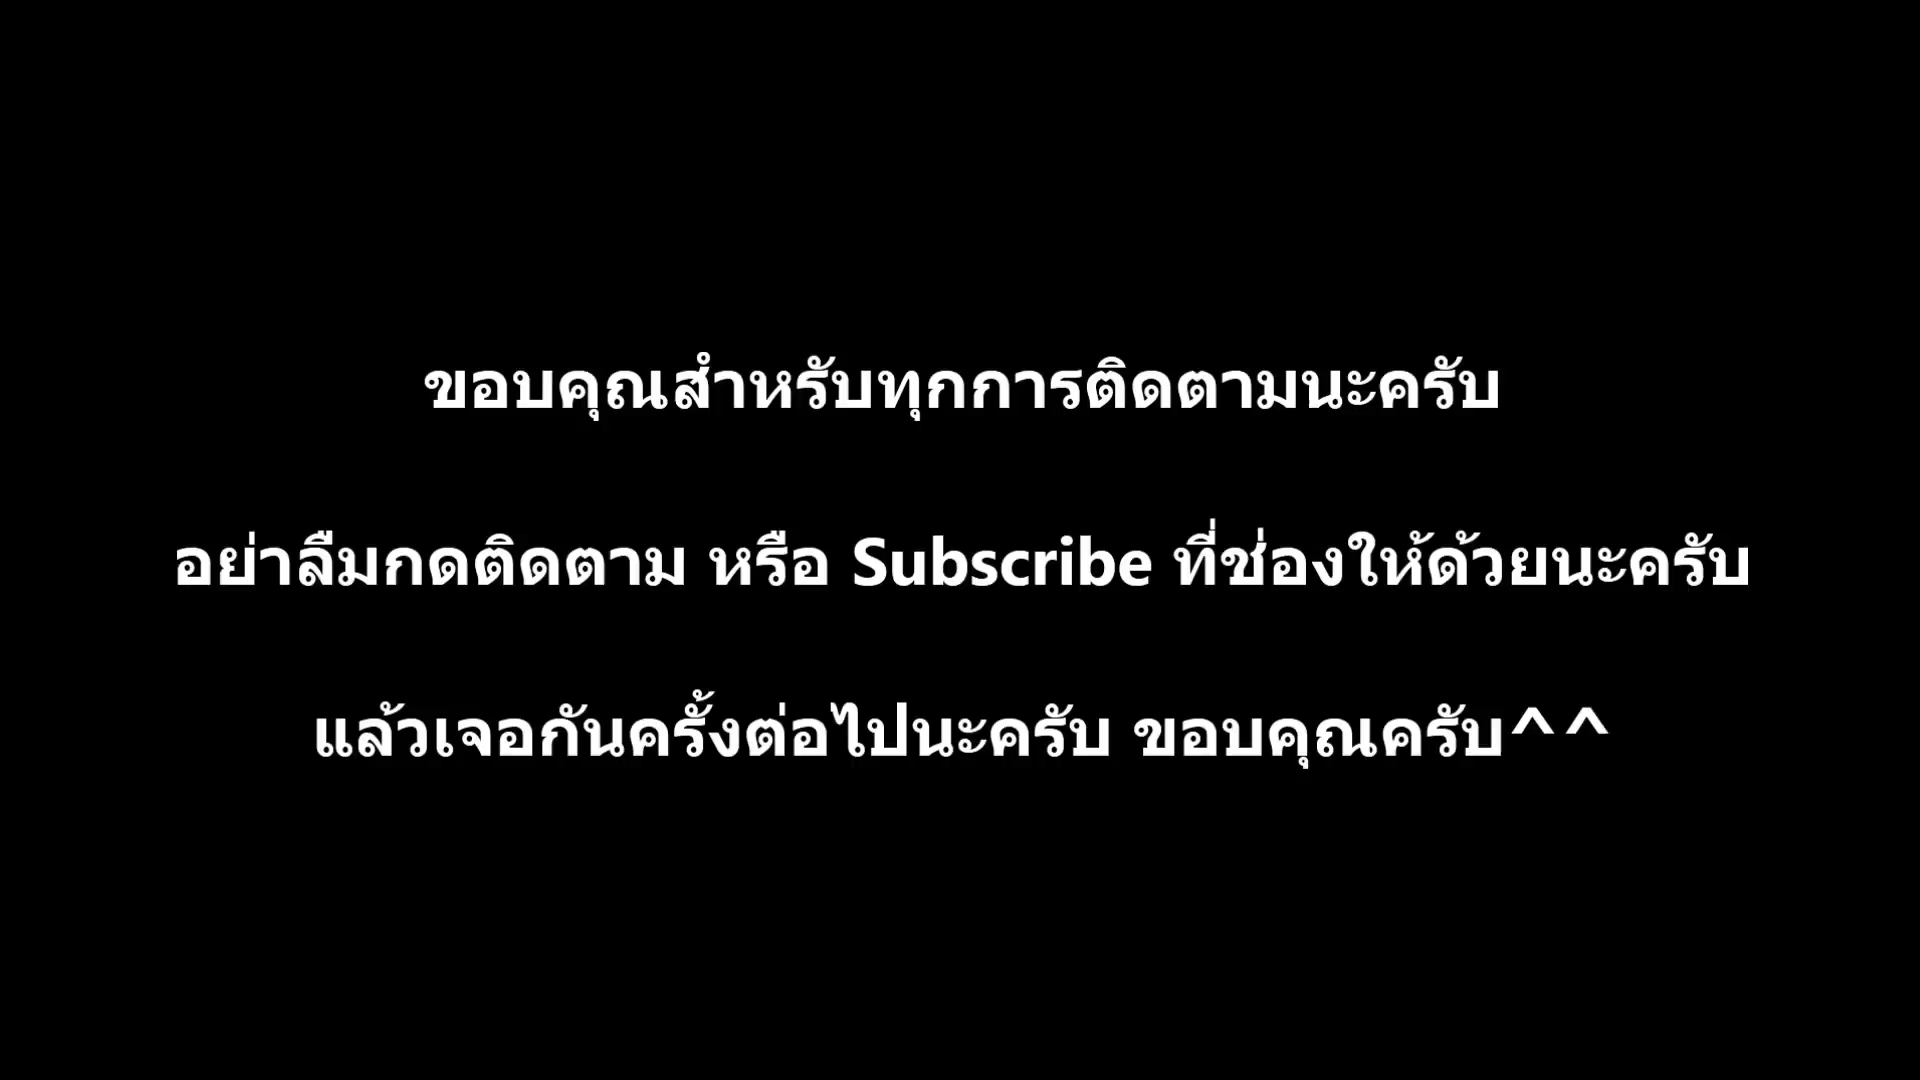 ขอบคุณสำหรับทุกการติดตามนะครับ
อย่าลืมกดติดตาม หรือ Subscribe ที่ช่องให้ด้วยนะครับ
แล้วเจอกันครั้งต่อไปนะครับ ขอบคุณครับ^^